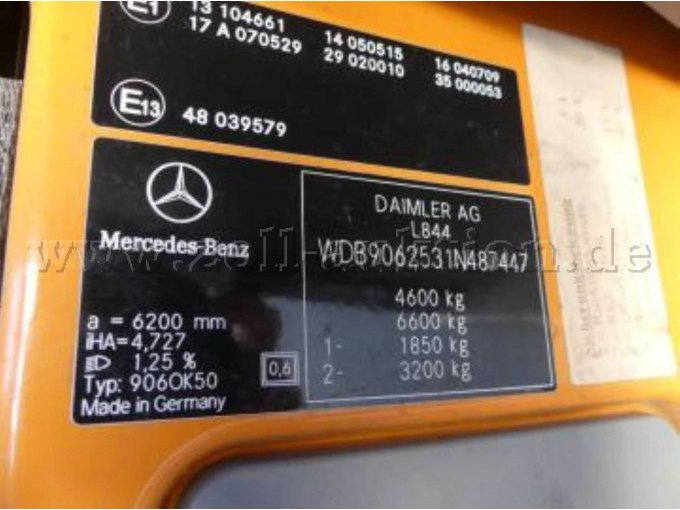 E1
13 104661 14 050515 16 040709
17 A 070529 29 020010 35 000053
E13 48 039579
Mercedes-Benz
DAIMLER AG
L844
WDB9062531N487447
4600 kg
6600 kg
1- 1850 kg
2- 3200 kg
a = 6200 mm
iHA=4,727
1,25 %
Typ: 906OK50
Made in Germany
0,6
www.zoll-auktion.de